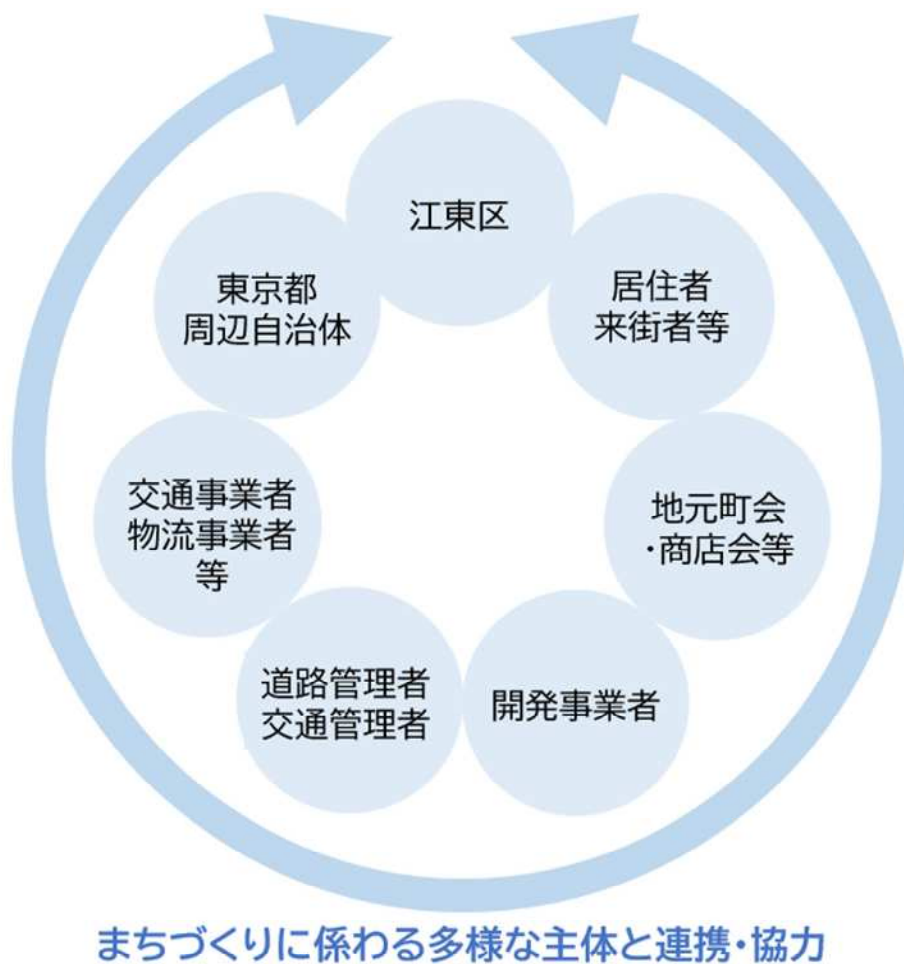 江東区
居住者
来街者等
地元町会
・商店会等
開発事業者
道路管理者
交通管理者
交通事業者
物流事業者
等
東京都
周辺自治体
まちづくりに係わる多様な主体と連携・協力